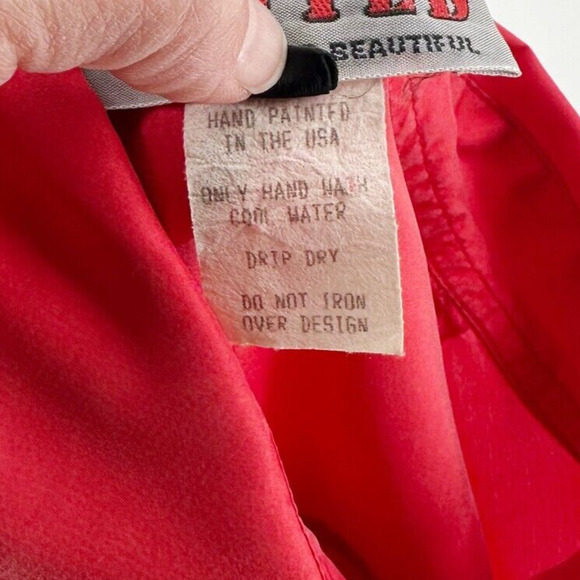 BEAUTIFUL
HAND PAINTED
IN THE USA
ONLY HAND WASH
COOL WATER
DRIP DRY
DO NOT IRON
OVER DESIGN